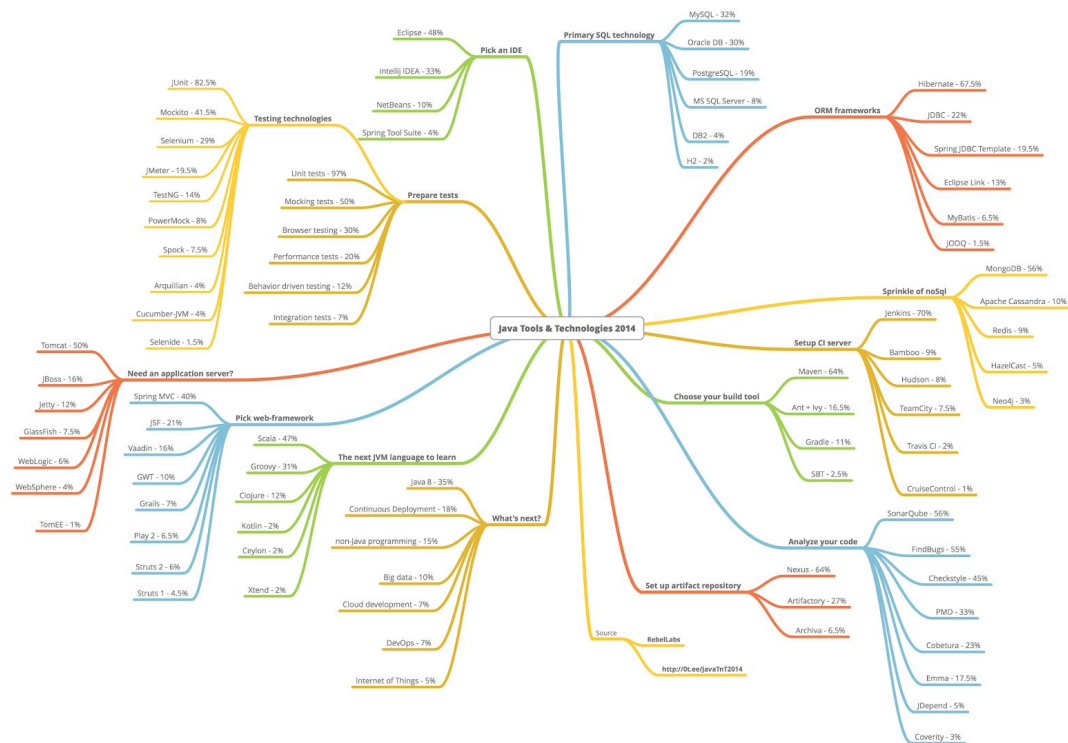 Java Tools & Technologies 2014
Pick an IDE
Eclipse - 48%
Intellij IDEA - 33%
NetBeans - 10%
Spring Tool Suite - 4%
Primary SQL technology
MySQL - 32%
Oracle DB - 30%
PostgreSQL - 19%
MS SQL Server - 8%
DB2 - 4%
H2 - 2%
ORM frameworks
Hibernate - 67.5%
JDBC - 22%
Spring JDBC Template - 19.5%
Eclipse Link - 13%
MyBatis - 6.5%
jOOQ - 1.5%
Sprinkle of noSql
MongoDB - 56%
Apache Cassandra - 10%
Redis - 9%
HazelCast - 5%
Neo4j - 3%
Setup CI server
Jenkins - 70%
Bamboo - 9%
Hudson - 8%
TeamCity - 7.5%
Travis CI - 2%
CruiseControl - 1%
Choose your build tool
Maven - 64%
Ant + Ivy - 16.5%
Gradle - 11%
SBT - 2.5%
Analyze your code
SonarQube - 56%
FindBugs - 55%
Checkstyle - 45%
PMD - 33%
Cobetura - 23%
Emma - 17.5%
JDepend - 5%
Coverity - 3%
Set up artifact repository
Nexus - 64%
Artifactory - 27%
Archiva - 6.5%
Source
RebelLabs
http://0t.ee/JavaTnT2014
What's next?
Java 8 - 35%
Continuous Deployment - 18%
non-Java programming - 15%
Big data - 10%
Cloud development - 7%
DevOps - 7%
Internet of Things - 5%
The next JVM language to learn
Scala - 47%
Groovy - 31%
Clojure - 12%
Kotlin - 2%
Ceylon - 2%
Xtend - 2%
Pick web-framework
Spring MVC - 40%
JSF - 21%
Vaadin - 16%
GWT - 10%
Grails - 7%
Play 2 - 6.5%
Struts 2 - 6%
Struts 1 - 4.5%
Need an application server?
Tomcat - 50%
JBoss - 16%
Jetty - 12%
GlassFish - 7.5%
WebLogic - 6%
WebSphere - 4%
TomEE - 1%
Prepare tests
Unit tests - 97%
Mocking tests - 50%
Browser testing - 30%
Performance tests - 20%
Behavior driven testing - 12%
Integration tests - 7%
Testing technologies
JUnit - 82.5%
Mockito - 41.5%
Selenium - 29%
JMeter - 19.5%
TestNG - 14%
PowerMock - 8%
Spock - 7.5%
Arquillian - 4%
Cucumber-JVM - 4%
Selenide - 1.5%